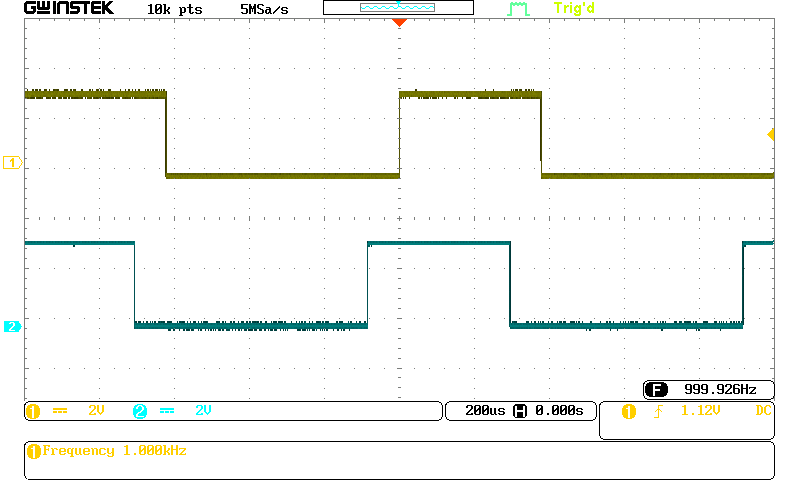 GWINSTEK 10k pts 5MSa/s Trig'd
1
2
F 999.926Hz
1 2V 2 2V 200us H 0.000s 1 1.12V DC
1 Frequency 1.000kHz